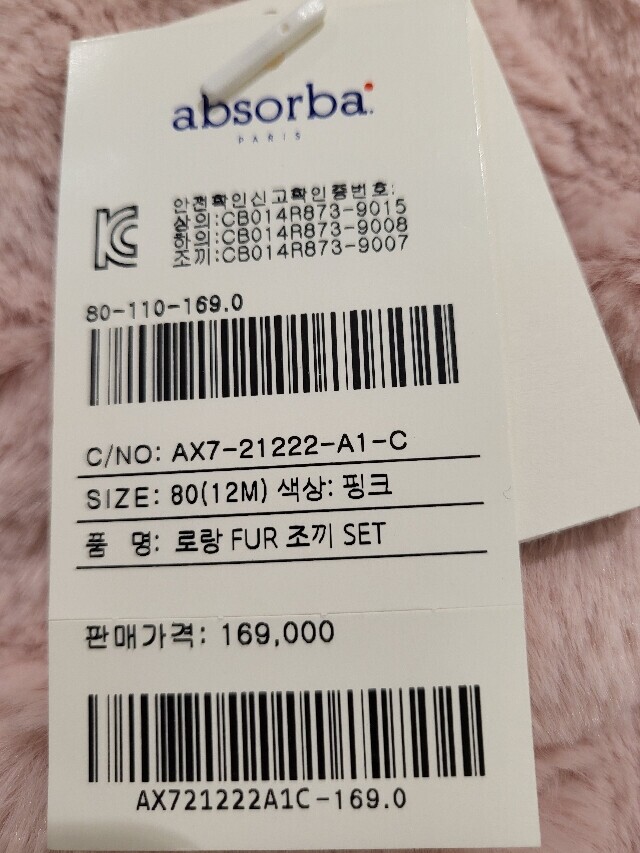 absorba.
PARIS
안전확인신고확인증번호:
상의:CB014R873-9015
하의:CB014R873-9008
조끼:CB014R873-9007
80-110-169.0
C/NO: AX7-21222-A1-C
SIZE: 80(12M) 색상: 핑크
품 명: 로랑 FUR 조끼 SET
판매가격: 169,000
AX721222A1C-169.0